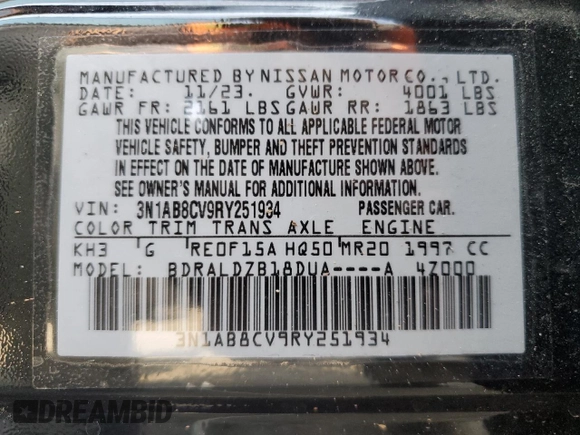 MANUFACTURED BY NISSAN MOTOR CO., LTD.
DATE: 11/23. GVWR: 4001 LBS
GAWR FR: 2161 LBS GAWR RR: 1863 LBS
THIS VEHICLE CONFORMS TO ALL APPLICABLE FEDERAL MOTOR
VEHICLE SAFETY, BUMPER AND THEFT PREVENTION STANDARDS
IN EFFECT ON THE DATE OF MANUFACTURE SHOWN ABOVE.
SEE OWNER'S MANUAL FOR ADDITIONAL INFORMATION.
VIN: 3N1AB8CV9RY251934 PASSENGER CAR.
COLOR TRIM TRANS AXLE ENGINE
KH3 G RE0F15A HQ50 MR20 1997 CC
MODEL: BDRALDZB18DUA----A 4Z000
3N1AB8CV9RY251934
DREAMBID